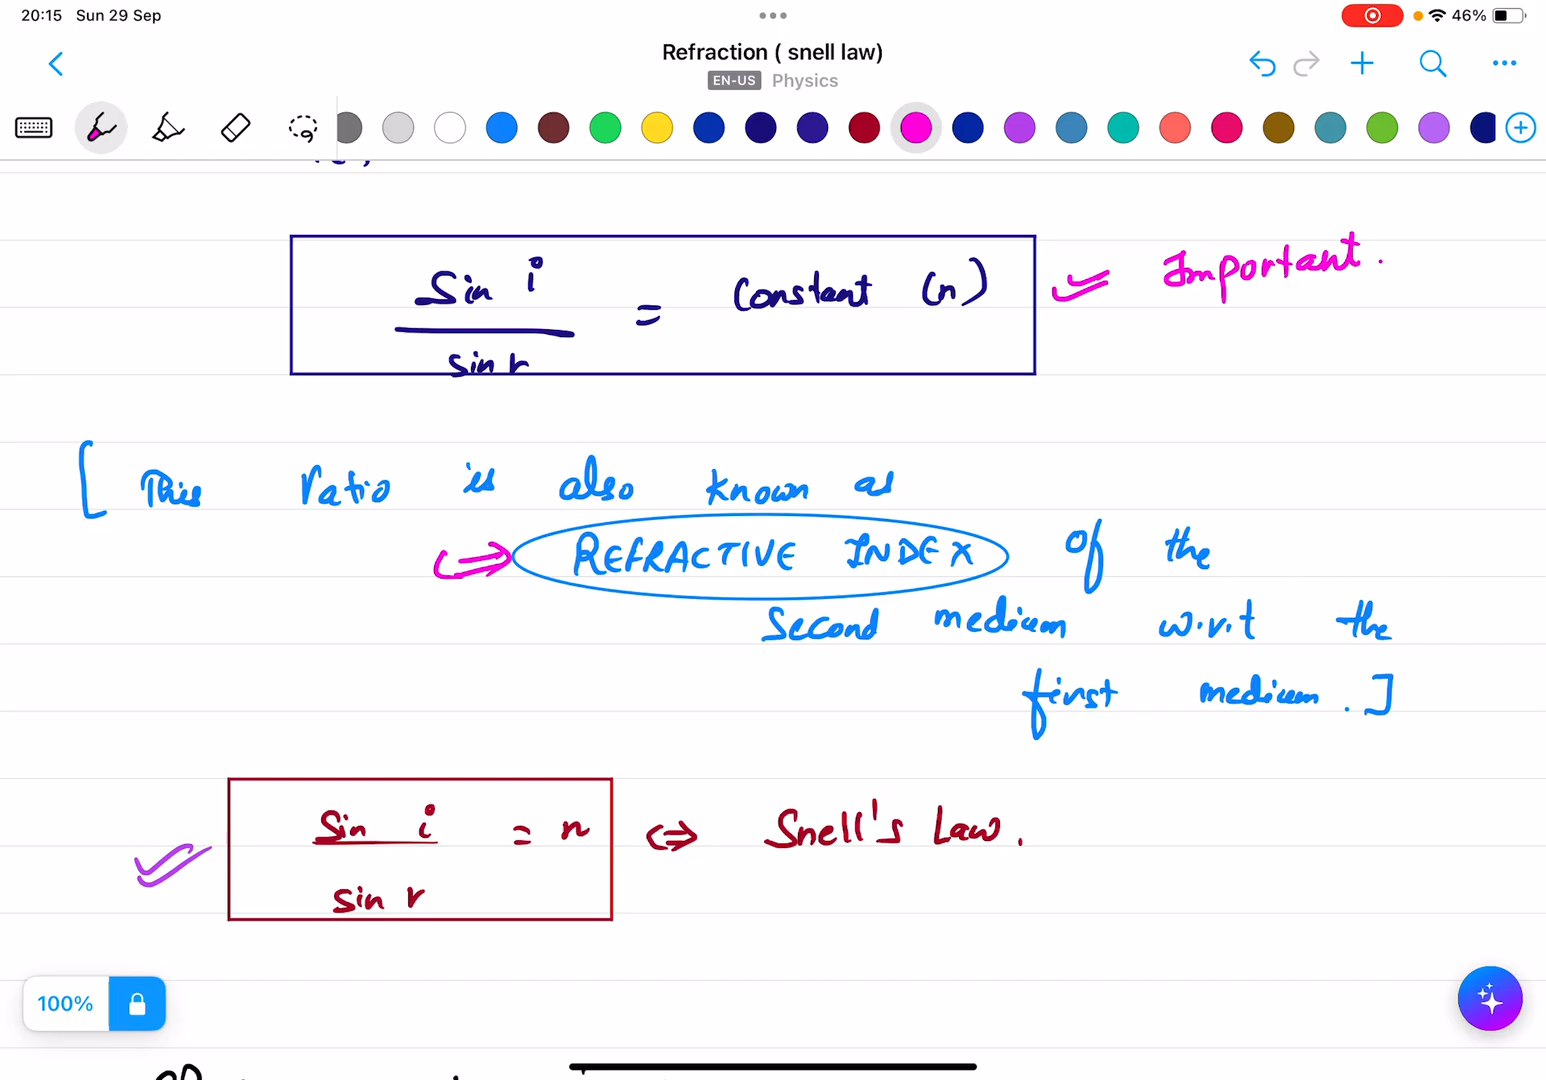 20:15 Sun 29 Sep
46%
Refraction ( snell law)
EN-US Physics
Sin i
sin r
= Constant (n)
Important.
[ This ratio is also known as
REFRACTIVE INDEX of the
Second medium w.r.t the
first medium. ]
Sin i
sin r
= n
Snell's Law.
100%